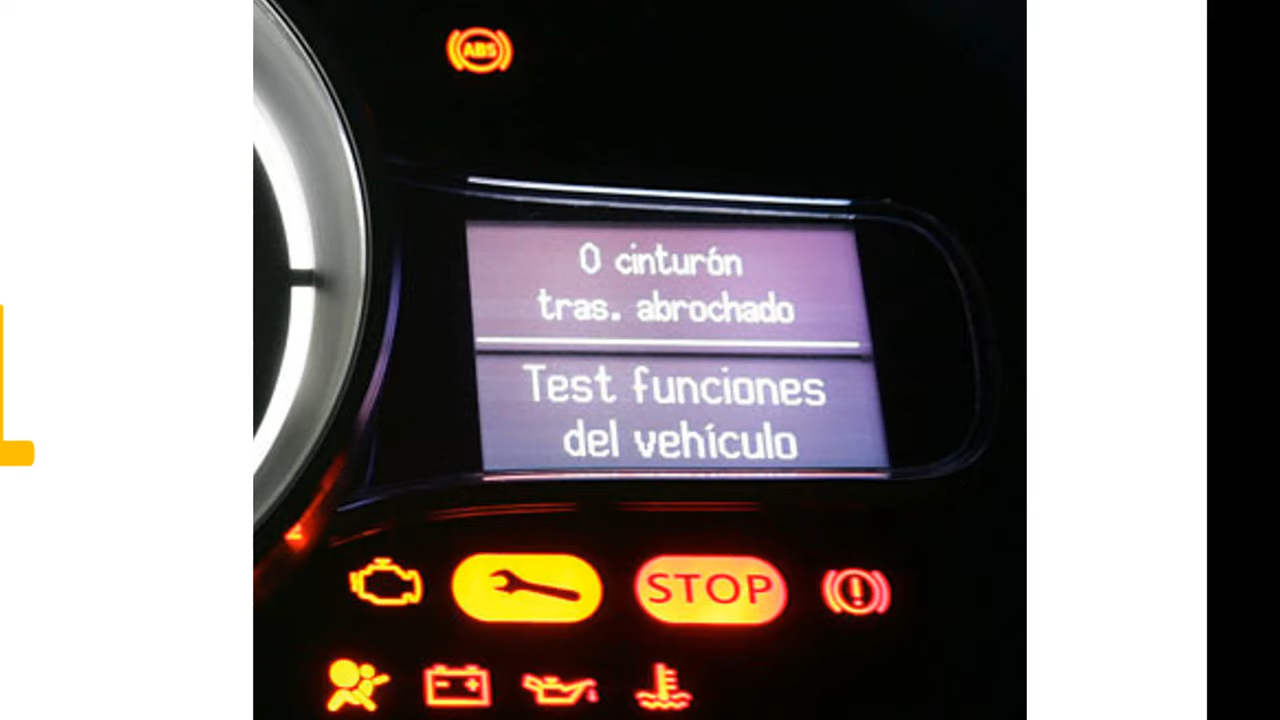 ABS
0 cinturón
tras. abrochado
Test funciones
del vehículo
STOP